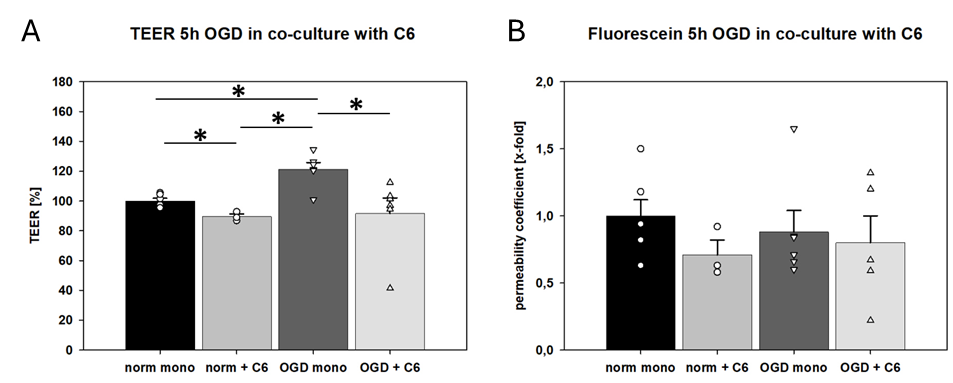 A
TEER 5h OGD in co-culture with C6
TEER [%]
180
160
140
120
100
80
60
40
20
0
*
*
*
*
norm mono
norm + C6
OGD mono
OGD + C6
B
Fluorescein 5h OGD in co-culture with C6
permeability coefficient [x-fold]
2,0
1,5
1,0
0,5
0,0
norm mono
norm + C6
OGD mono
OGD + C6